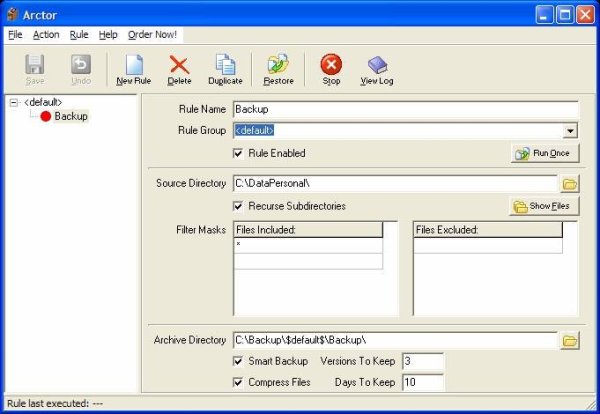 Arctor
File Action Rule Help Order Now!
Save Undo New Rule Delete Duplicate Restore Stop View Log
<default>
Backup
Rule Name Backup
Rule Group <default>
Rule Enabled Run Once
Source Directory C:\DataPersonal\
Recurse Subdirectories Show Files
Filter Masks Files Included: Files Excluded:
*
Archive Directory C:\Backup\$default$\Backup\
Smart Backup Versions To Keep 3
Compress Files Days To Keep 10
Rule last executed: ---